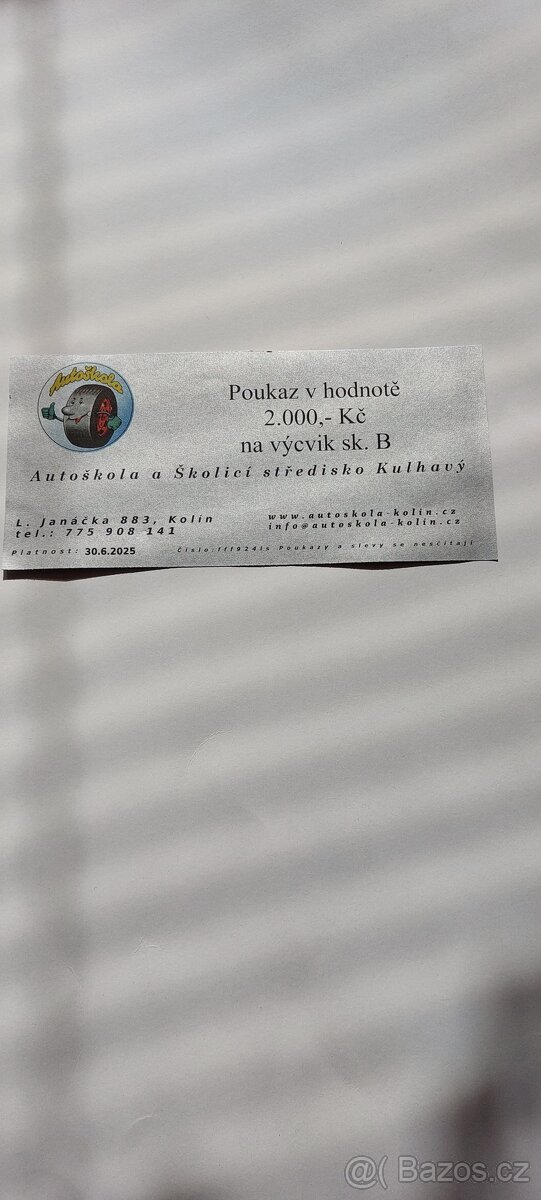 Autoškola
Poukaz v hodnotě
2.000,- Kč
na výcvik sk. B
Autoškola a Školicí středisko Kulhavý
L. Janáčka 883, Kolín
tel.: 775 908 141
www.autoskola-kolin.cz
info@autoskola-kolin.cz
Platnost: 30.6.2025
Číslo:fff924is Poukazy a slevy se nesčítají
@( Bazos.cz